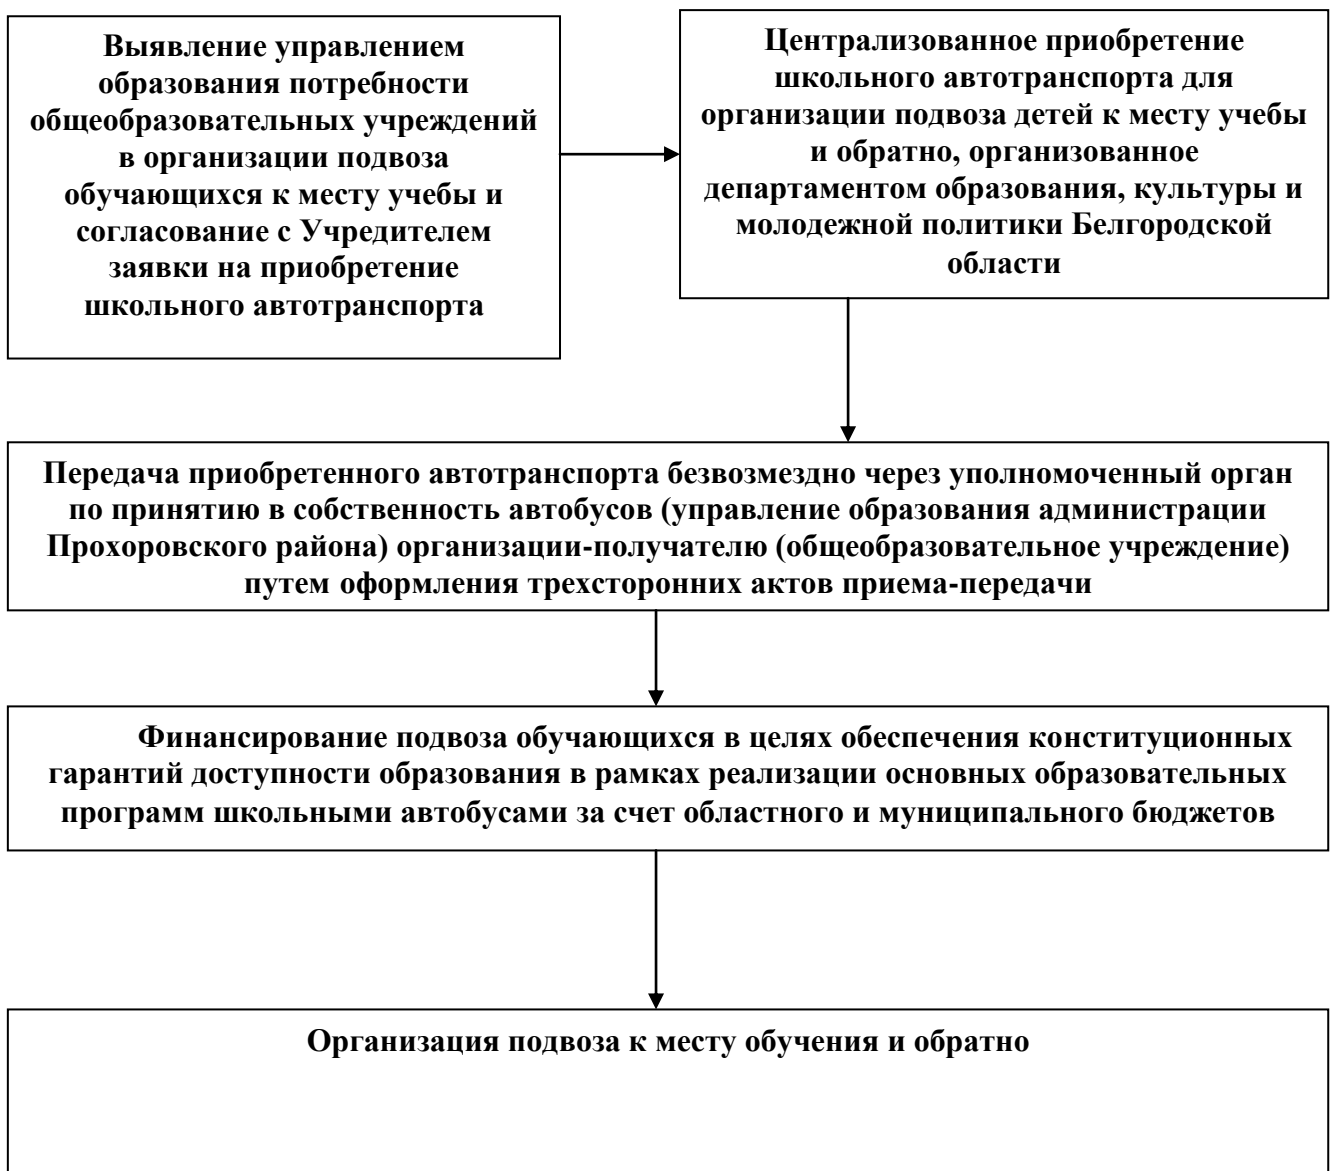 Выявление управлением
образования потребности
общеобразовательных учреждений
в организации подвоза
обучающихся к месту учебы и
согласование с Учредителем
заявки на приобретение
школьного автотранспорта
Централизованное приобретение
школьного автотранспорта для
организации подвоза детей к месту учебы
и обратно, организованное
департаментом образования, культуры и
молодежной политики Белгородской
области
Передача приобретенного автотранспорта безвозмездно через уполномоченный орган
по принятию в собственность автобусов (управление образования администрации
Прохоровского района) организации-получателю (общеобразовательное учреждение)
путем оформления трехсторонних актов приема-передачи
Финансирование подвоза обучающихся в целях обеспечения конституционных
гарантий доступности образования в рамках реализации основных образовательных
программ школьными автобусами за счет областного и муниципального бюджетов
Организация подвоза к месту обучения и обратно